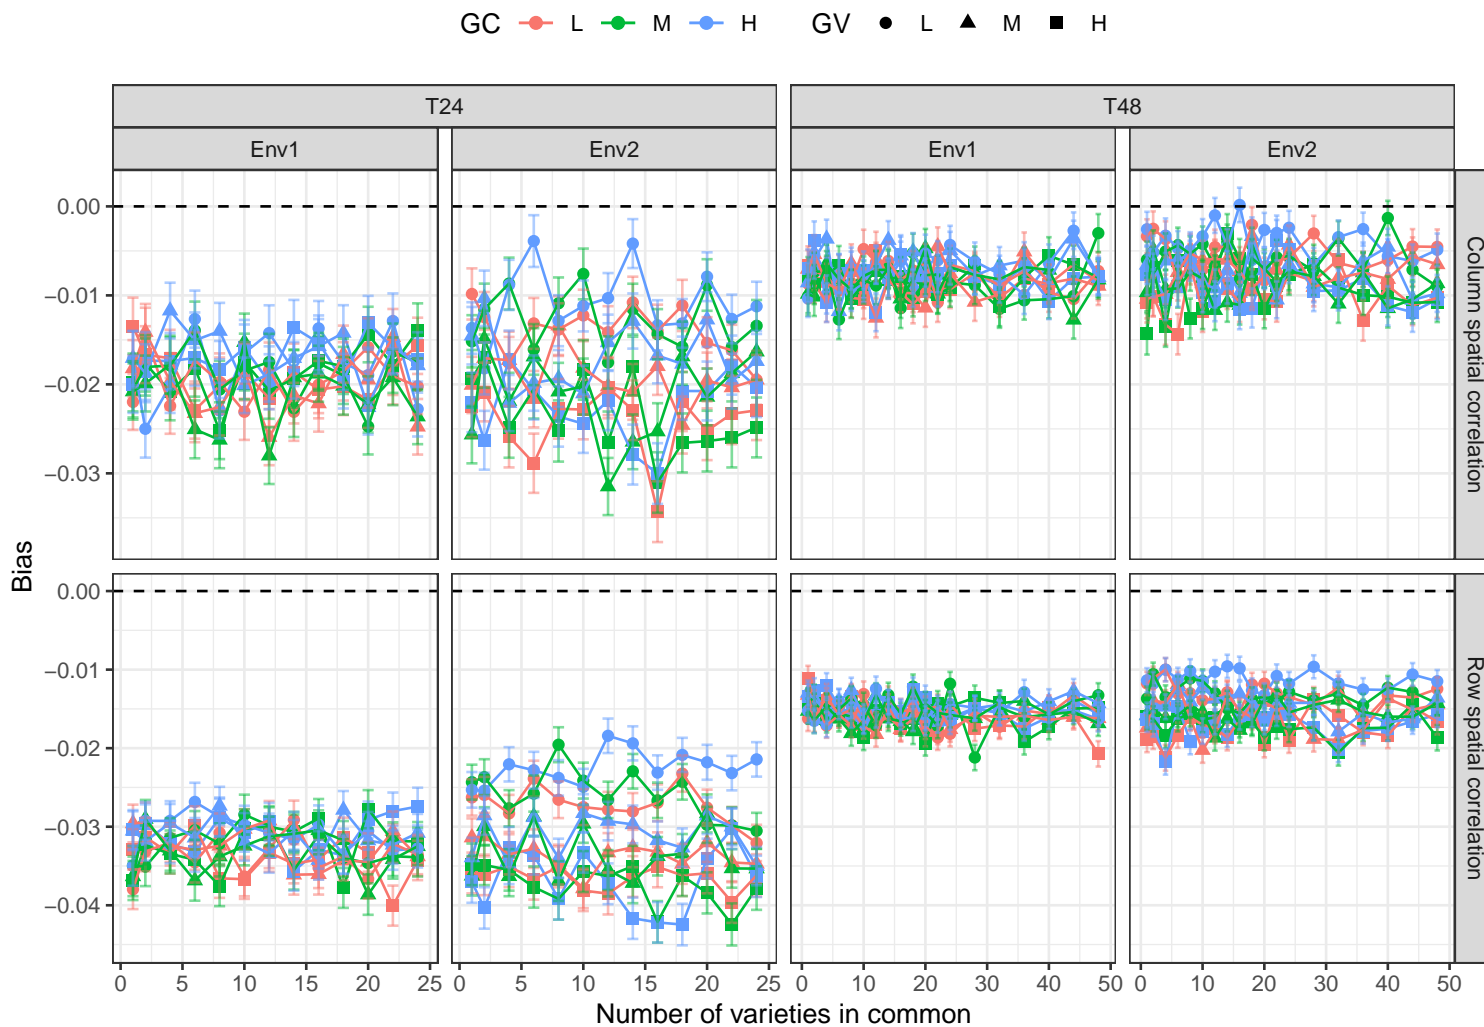 GC L M H GV L M H
T24 T48
Env1 Env2 Env1 Env2
0.00
−0.01
−0.02
−0.03
Column spatial correlation
Bias
0.00
−0.01
−0.02
−0.03
−0.04
Row spatial correlation
0 5 10 15 20 25 0 5 10 15 20 25 0 10 20 30 40 50 0 10 20 30 40 50
Number of varieties in common